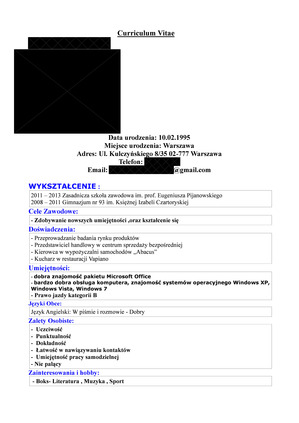 Curriculum Vitae
Data urodzenia: 10.02.1995
Miejsce urodzenia: Warszawa
Adres: Ul. Kulczyńskiego 8/35 02-777 Warszawa
Telefon:
Email: @gmail.com
WYKSZTAŁCENIE :
2011 – 2013 Zasadnicza szkoła zawodowa im. prof. Eugeniusza Pijanowskiego
2008 – 2011 Gimnazjum nr 93 im. Księżnej Izabeli Czartoryskiej
Cele Zawodowe:
- Zdobywanie nowszych umiejętności ,oraz kształcenie się
Doświadczenia:
- Przeprowadzanie badania rynku produktów
- Przedstawiciel handlowy w centrum sprzedaży bezpośredniej
- Kierowca w wypożyczalni samochodów „Abacus”
- Kucharz w restauracji Vapiano
Umiejętności:
- dobra znajomość pakietu Microsoft Office
- bardzo dobra obsługa komputera, znajomość systemów operacyjnego Windows XP,
Windows Vista, Windows 7
- Prawo jazdy kategorii B
Języki Obce:
Język Angielski: W piśmie i rozmowie - Dobry
Zalety Osobiste:
- Uczciwość
- Punktualność
- Dokładność
- Łatwość w nawiązywaniu kontaktów
- Umiejętność pracy samodzielnej
- Nie palący
Zainteresowania i hobby:
- Boks- Literatura , Muzyka , Sport